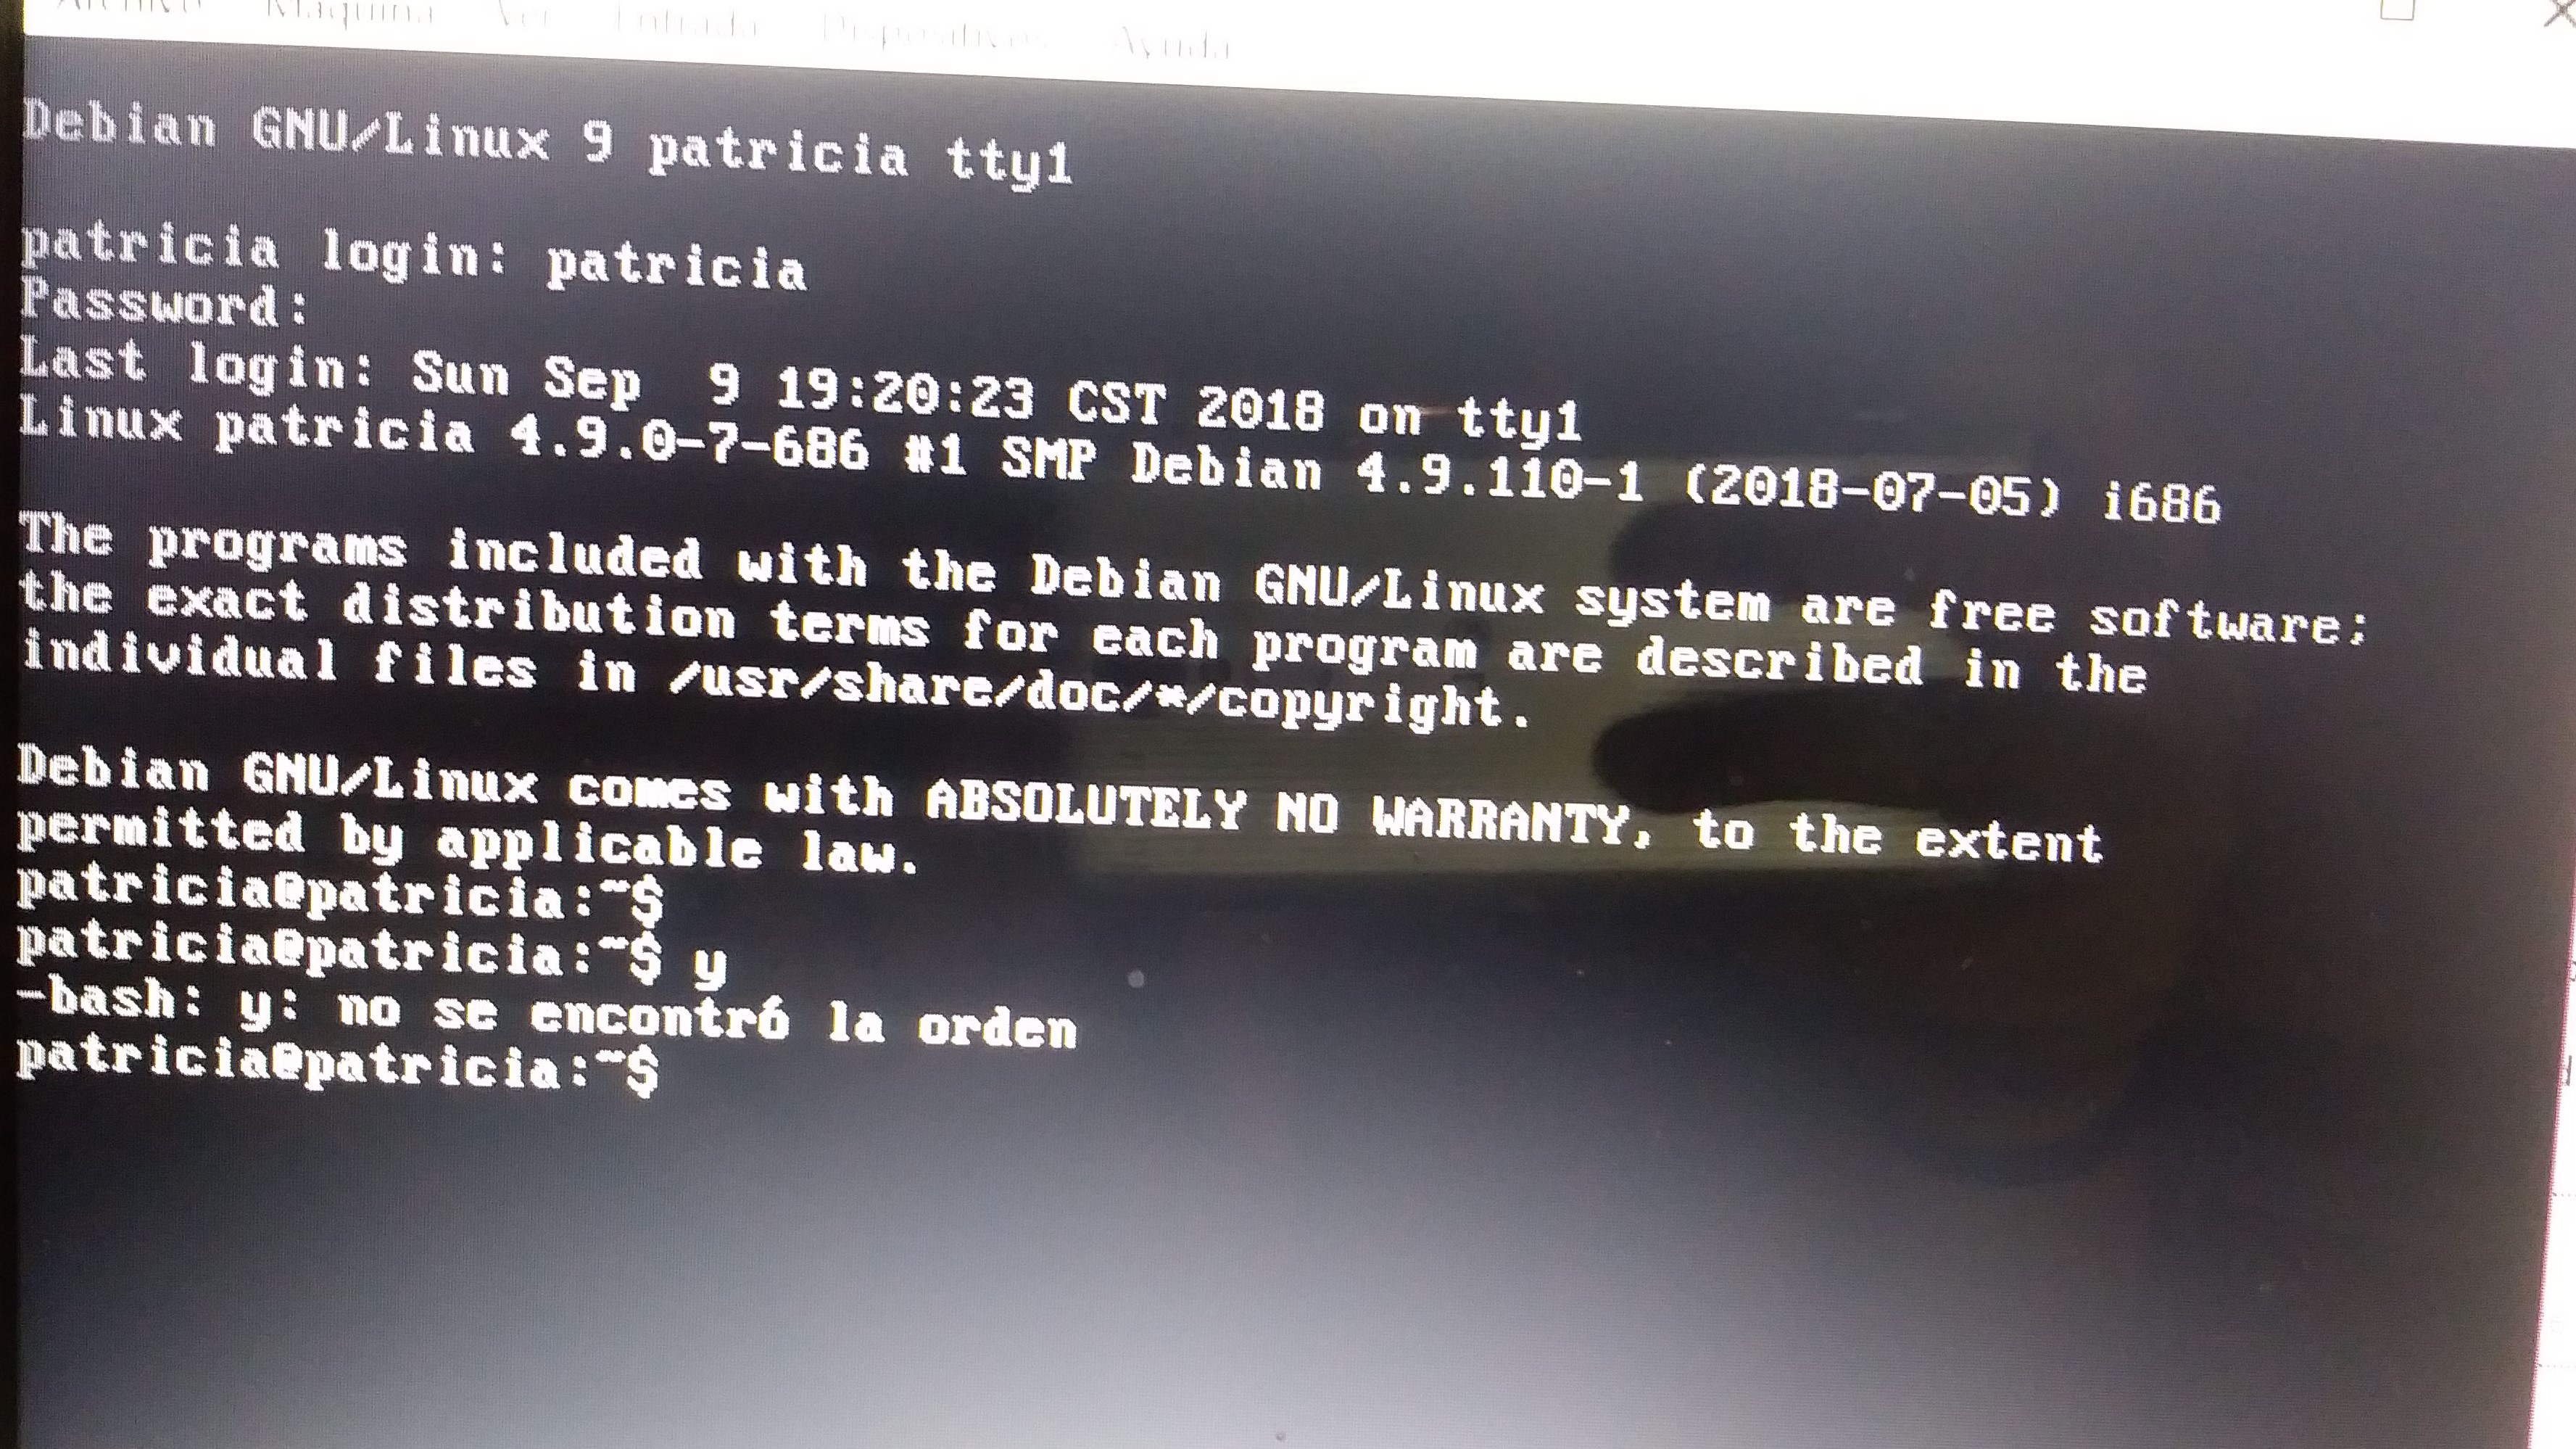 Archivo Máquina Ver Entrada Dispositivos Ayuda
Debian GNU/Linux 9 patricia tty1
patricia login: patricia
Password:
Last login: Sun Sep  9 19:20:23 CST 2018 on tty1
Linux patricia 4.9.0-7-686 #1 SMP Debian 4.9.110-1 (2018-07-05) i686
The programs included with the Debian GNU/Linux system are free software;
the exact distribution terms for each program are described in the
individual files in /usr/share/doc/*/copyright.
Debian GNU/Linux comes with ABSOLUTELY NO WARRANTY, to the extent
permitted by applicable law.
patricia@patricia:~$
patricia@patricia:~$ y
-bash: y: no se encontró la orden
patricia@patricia:~$